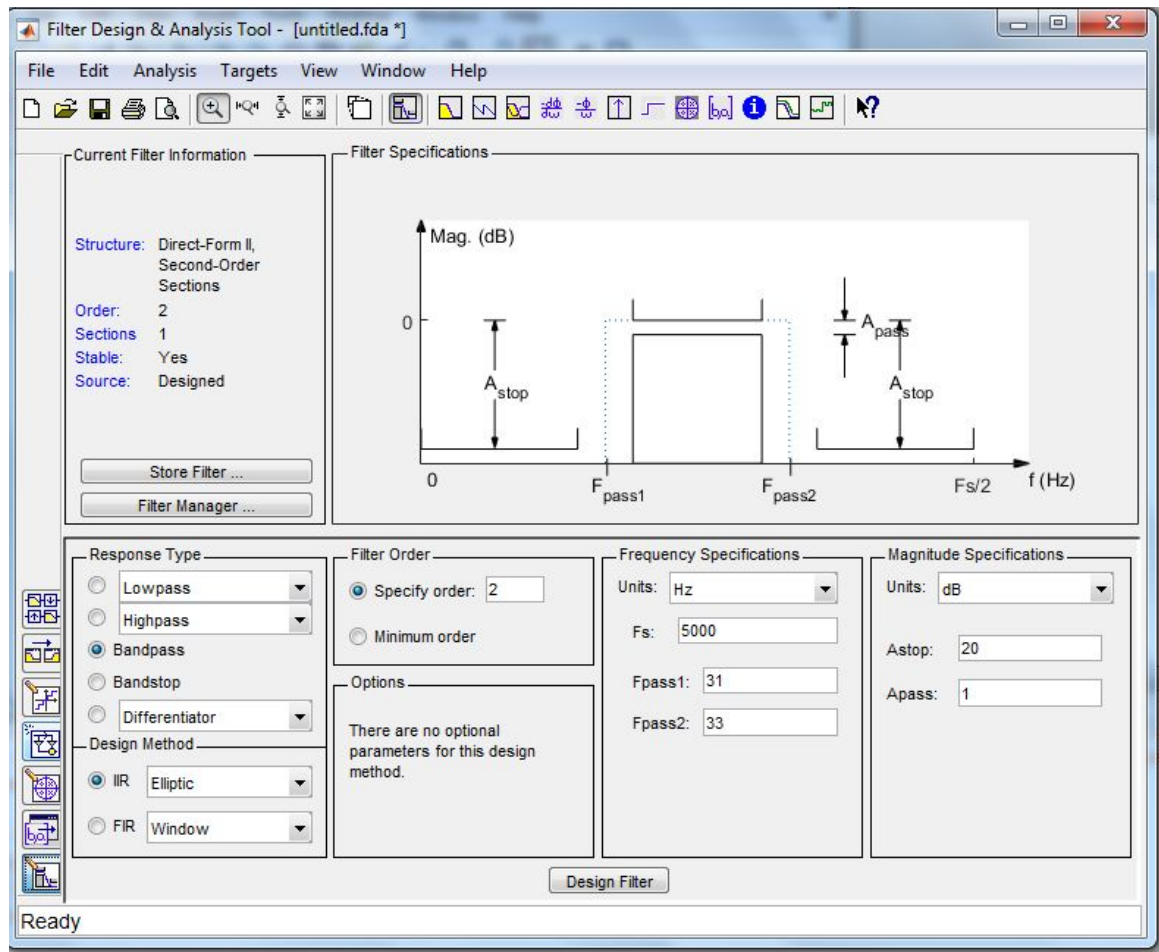 Filter Design & Analysis Tool - [untitled.fda *]
File Edit Analysis Targets View Window Help
Current Filter Information
Structure: Direct-Form II,
Second-Order
Sections
Order: 2
Sections 1
Stable: Yes
Source: Designed
Store Filter ...
Filter Manager ...
Filter Specifications
Mag. (dB)
0
Astop
Apass
Astop
0
Fpass1
Fpass2
Fs/2
f (Hz)
Response Type
Lowpass
Highpass
Bandpass
Bandstop
Differentiator
Design Method
IIR Elliptic
FIR Window
Filter Order
Specify order: 2
Minimum order
Options
There are no optional
parameters for this design
method.
Frequency Specifications
Units: Hz
Fs: 5000
Fpass1: 31
Fpass2: 33
Magnitude Specifications
Units: dB
Astop: 20
Apass: 1
Design Filter
Ready